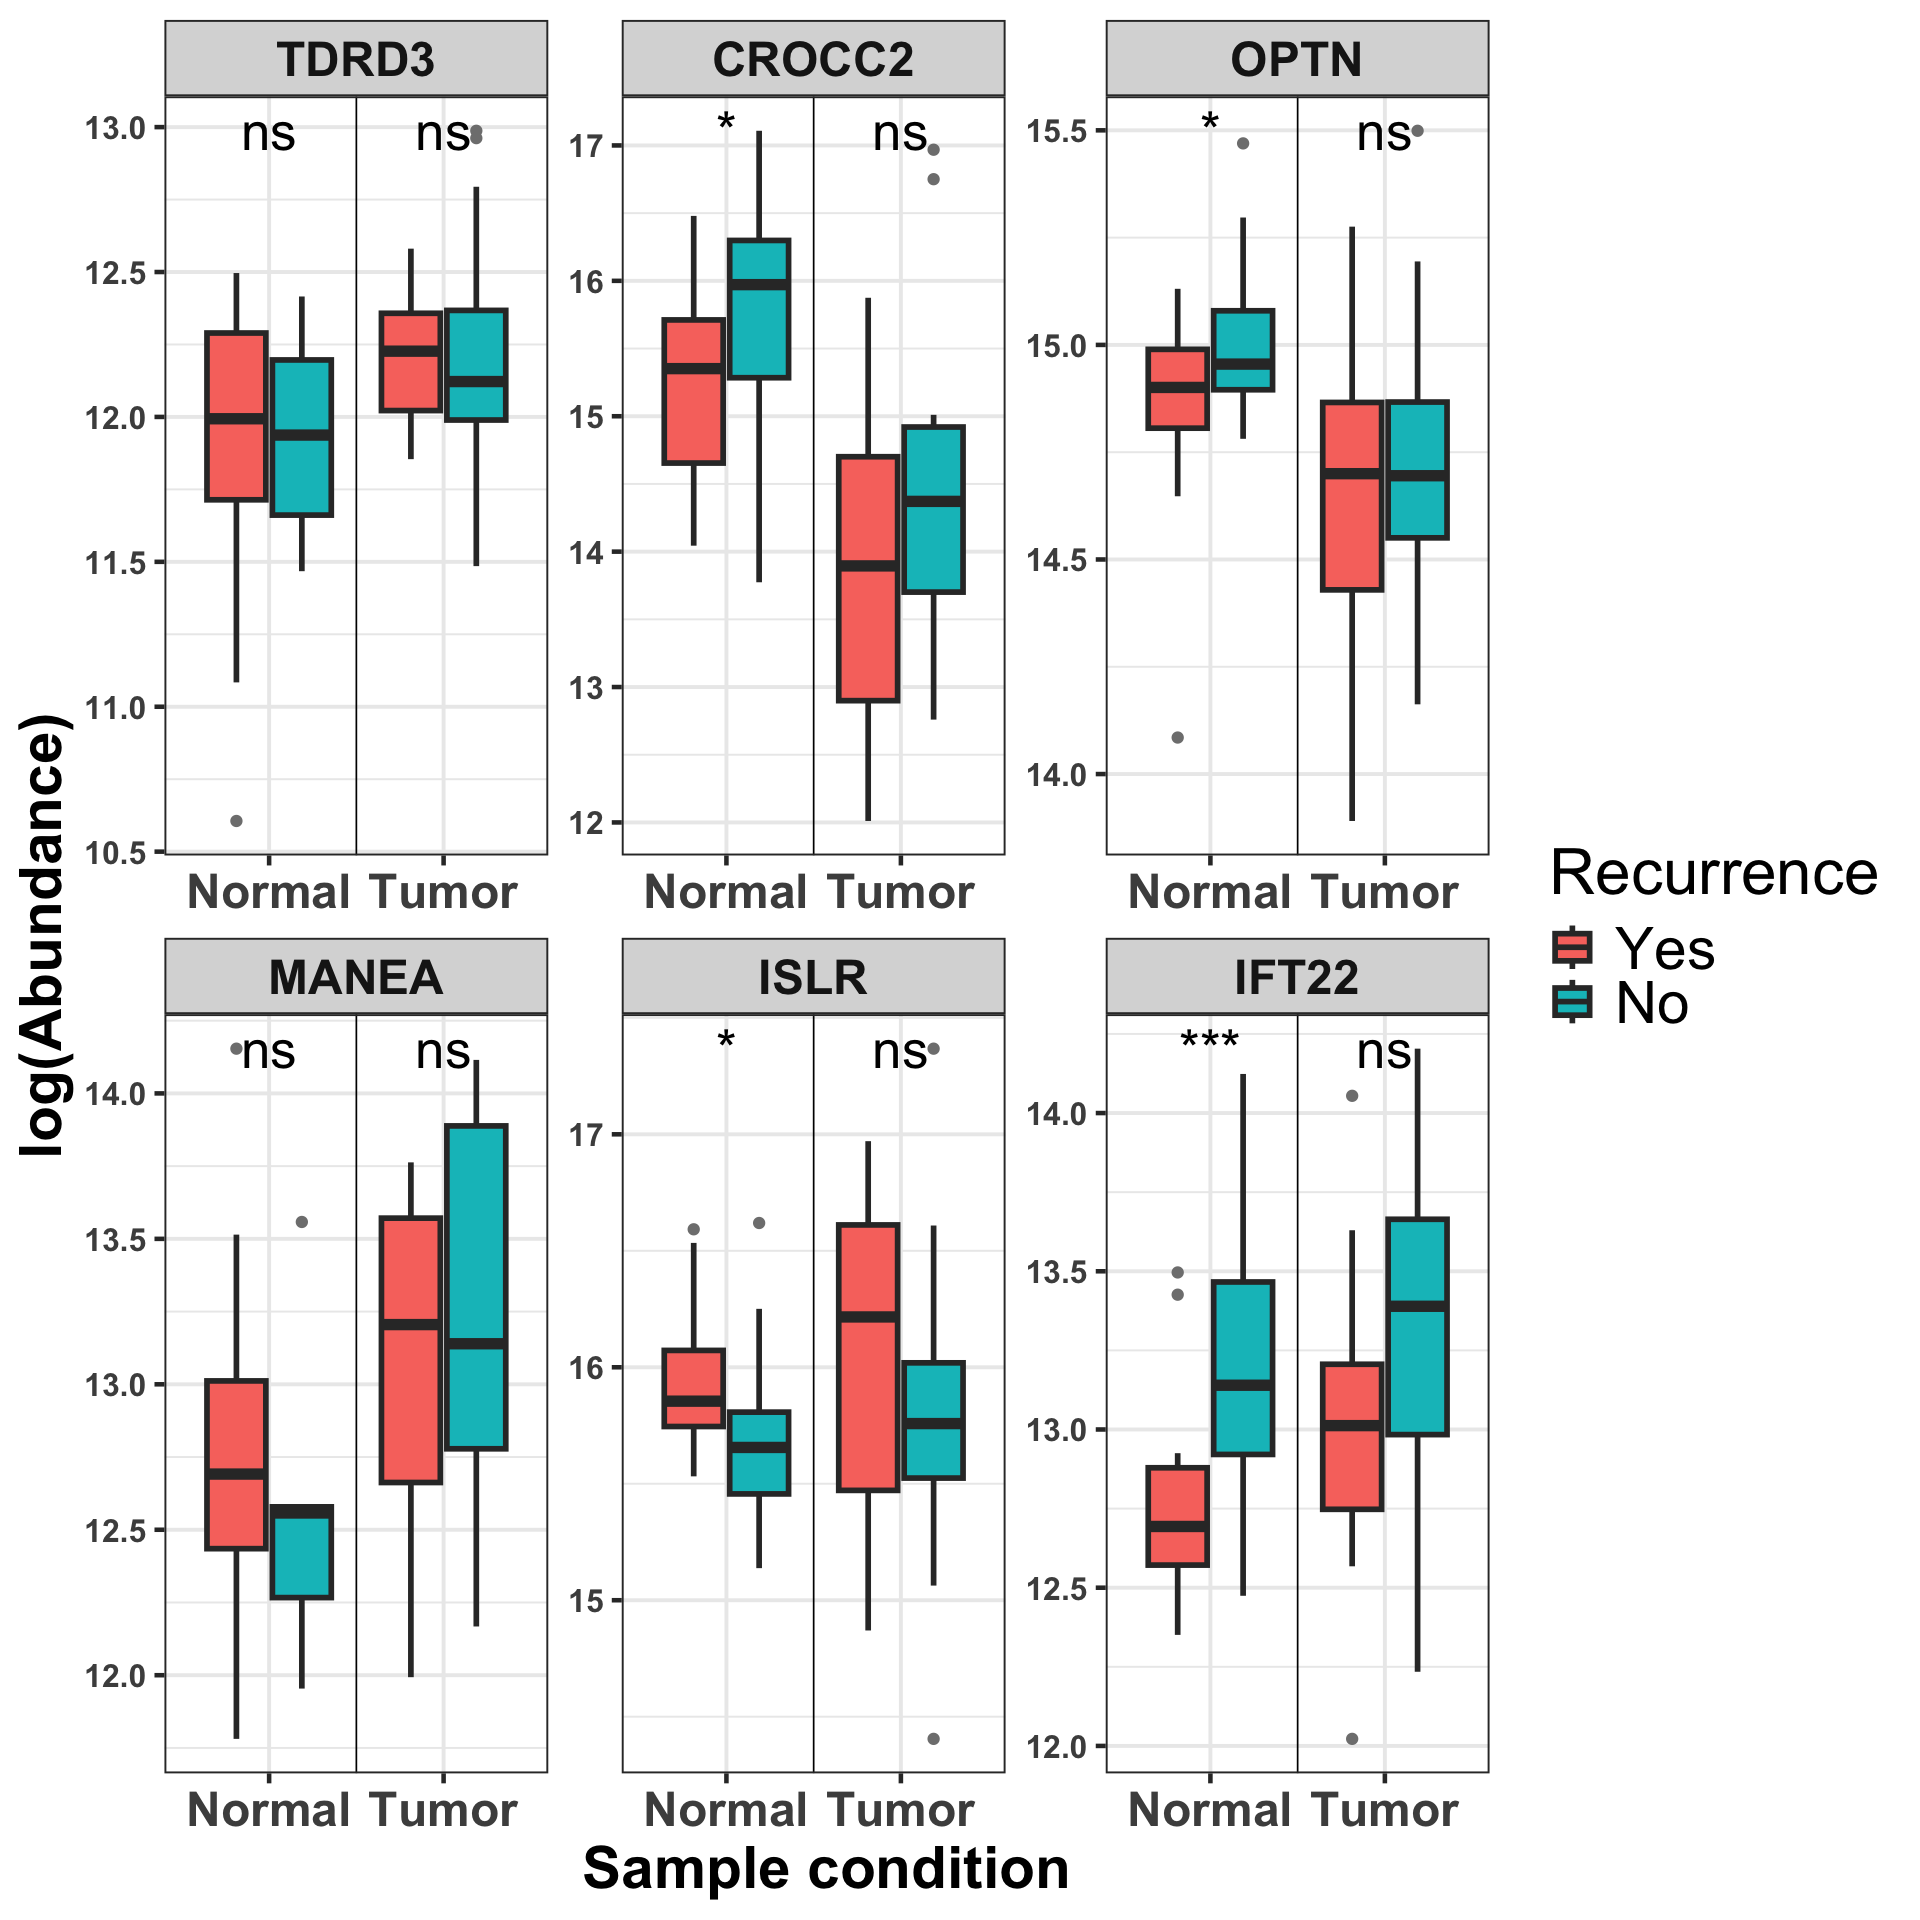 TDRD3
CROCC2
OPTN
ns
ns
*
ns
*
ns
13.0
12.5
12.0
11.5
11.0
10.5
17
16
15
14
13
12
15.5
15.0
14.5
14.0
Normal Tumor
Normal Tumor
Normal Tumor
MANEA
ISLR
IFT22
ns
ns
*
ns
***
ns
14.0
13.5
13.0
12.5
12.0
17
16
15
14.0
13.5
13.0
12.5
12.0
Normal Tumor
Normal Tumor
Normal Tumor
Sample condition
log(Abundance)
Recurrence
Yes
No